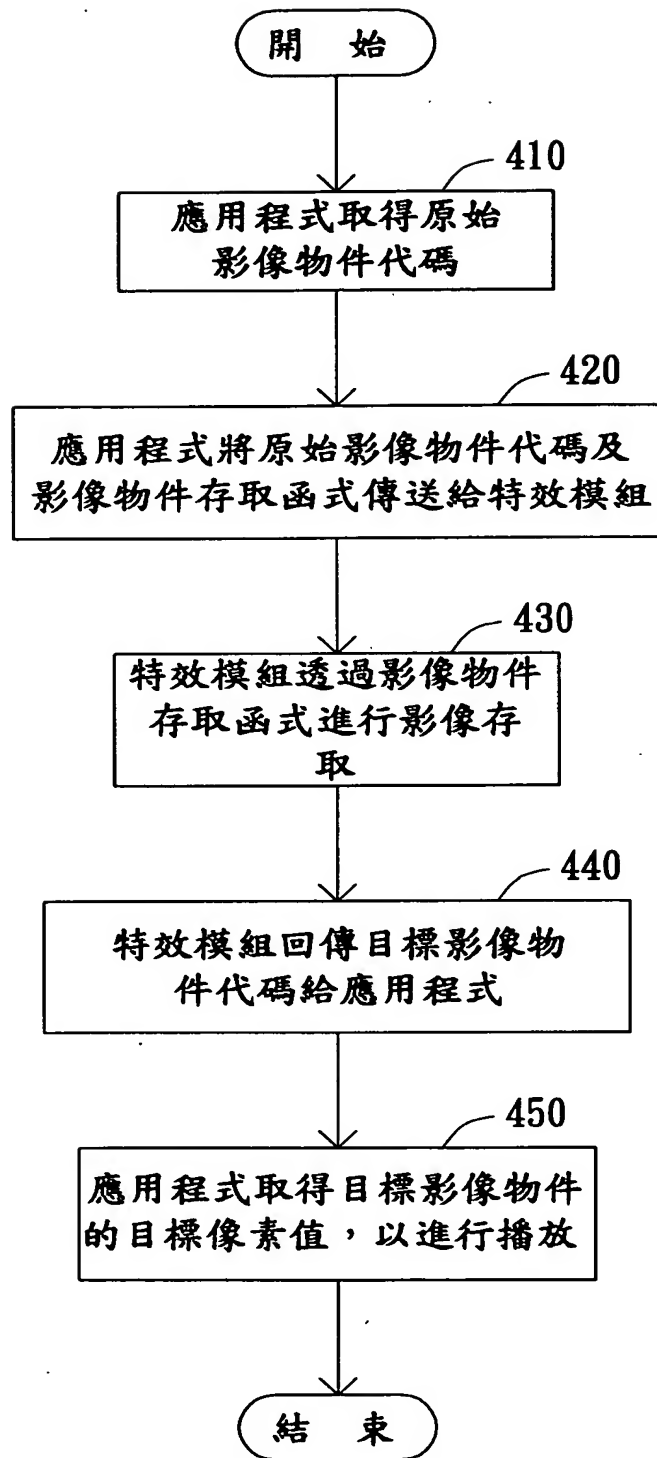 開 始
410
應用程式取得原始
影像物件代碼
420
應用程式將原始影像物件代碼及
影像物件存取函式傳送給特效模組
430
特效模組透過影像物件
存取函式進行影像存
取
440
特效模組回傳目標影像物
件代碼給應用程式
450
應用程式取得目標影像物件
的目標像素值，以進行播放
結 束